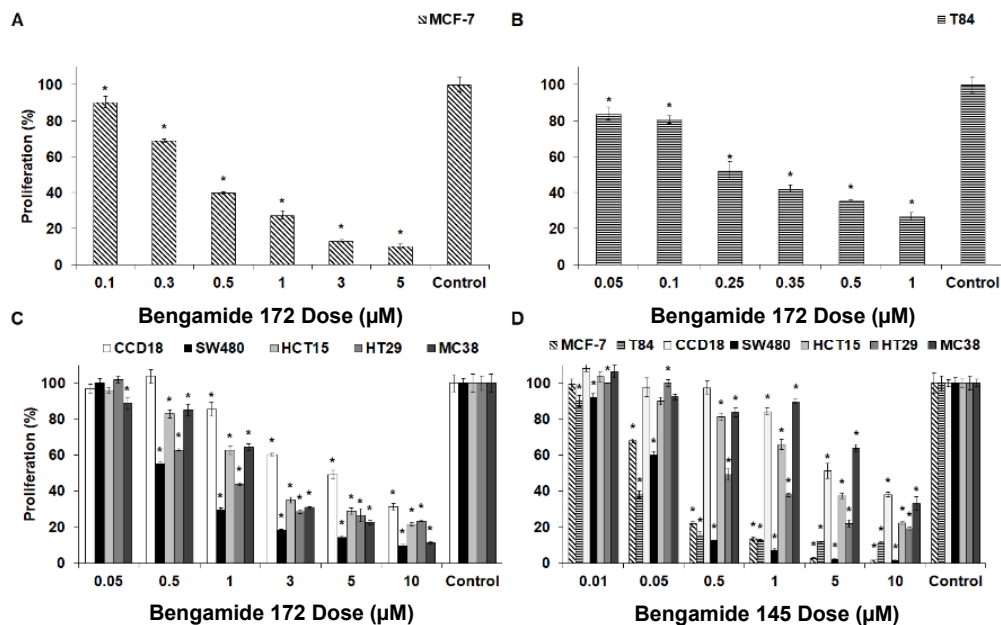 A
MCF-7
Proliferation (%)
100
80
60
40
20
0
* * * * * *
0.1 0.3 0.5 1 3 5 Control
Bengamide 172 Dose (µM)
B
T84
100
80
60
40
20
0
* * * * * *
0.05 0.1 0.25 0.35 0.5 1 Control
Bengamide 172 Dose (µM)
C
CCD18 SW480 HCT15 HT29 MC38
Proliferation (%)
100
80
60
40
20
0
0.05 0.5 1 3 5 10 Control
Bengamide 172 Dose (µM)
D
MCF-7 T84 CCD18 SW480 HCT15 HT29 MC38
100
80
60
40
20
0
0.01 0.05 0.5 1 5 10 Control
Bengamide 145 Dose (µM)